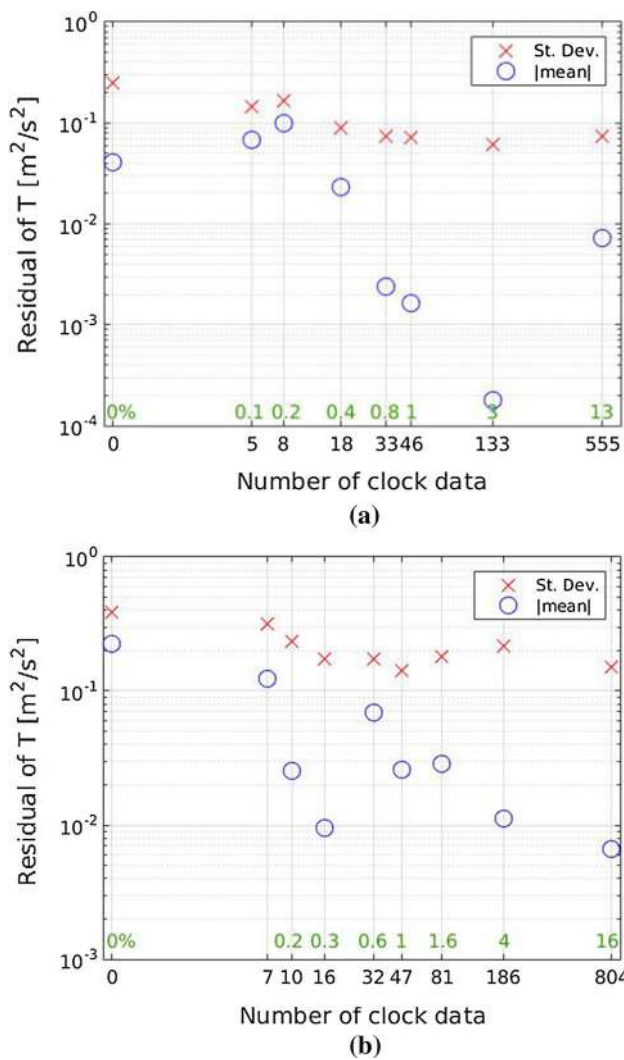 10^0
× St. Dev.
○ |mean|
10^-1
10^-2
10^-3
10^-4
Residual of T [m^2/s^2]
0% 0.1 0.2 0.4 0.8 1 3 13
0 5 8 18 33 46 133 555
Number of clock data
(a)
10^0
× St. Dev.
○ |mean|
10^-1
10^-2
10^-3
Residual of T [m^2/s^2]
0% 0.2 0.3 0.6 1 1.6 4 16
0 7 10 16 32 47 81 186 804
Number of clock data
(b)